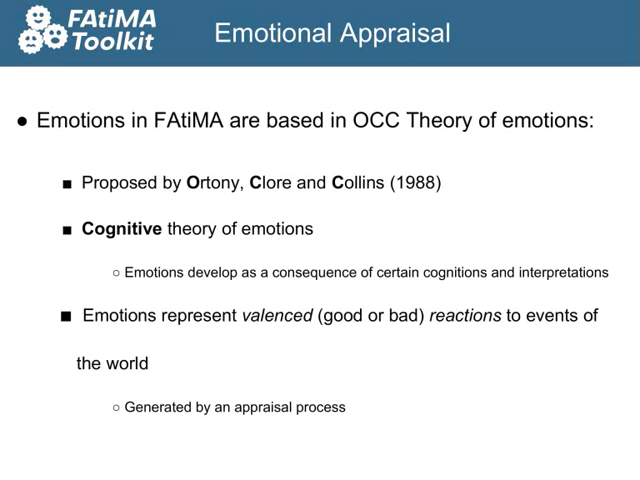 FAtiMA
Toolkit
Emotional Appraisal
● Emotions in FAtiMA are based in OCC Theory of emotions:
■ Proposed by Ortony, Clore and Collins (1988)
■ Cognitive theory of emotions
○ Emotions develop as a consequence of certain cognitions and interpretations
■ Emotions represent valenced (good or bad) reactions to events of
the world
○ Generated by an appraisal process